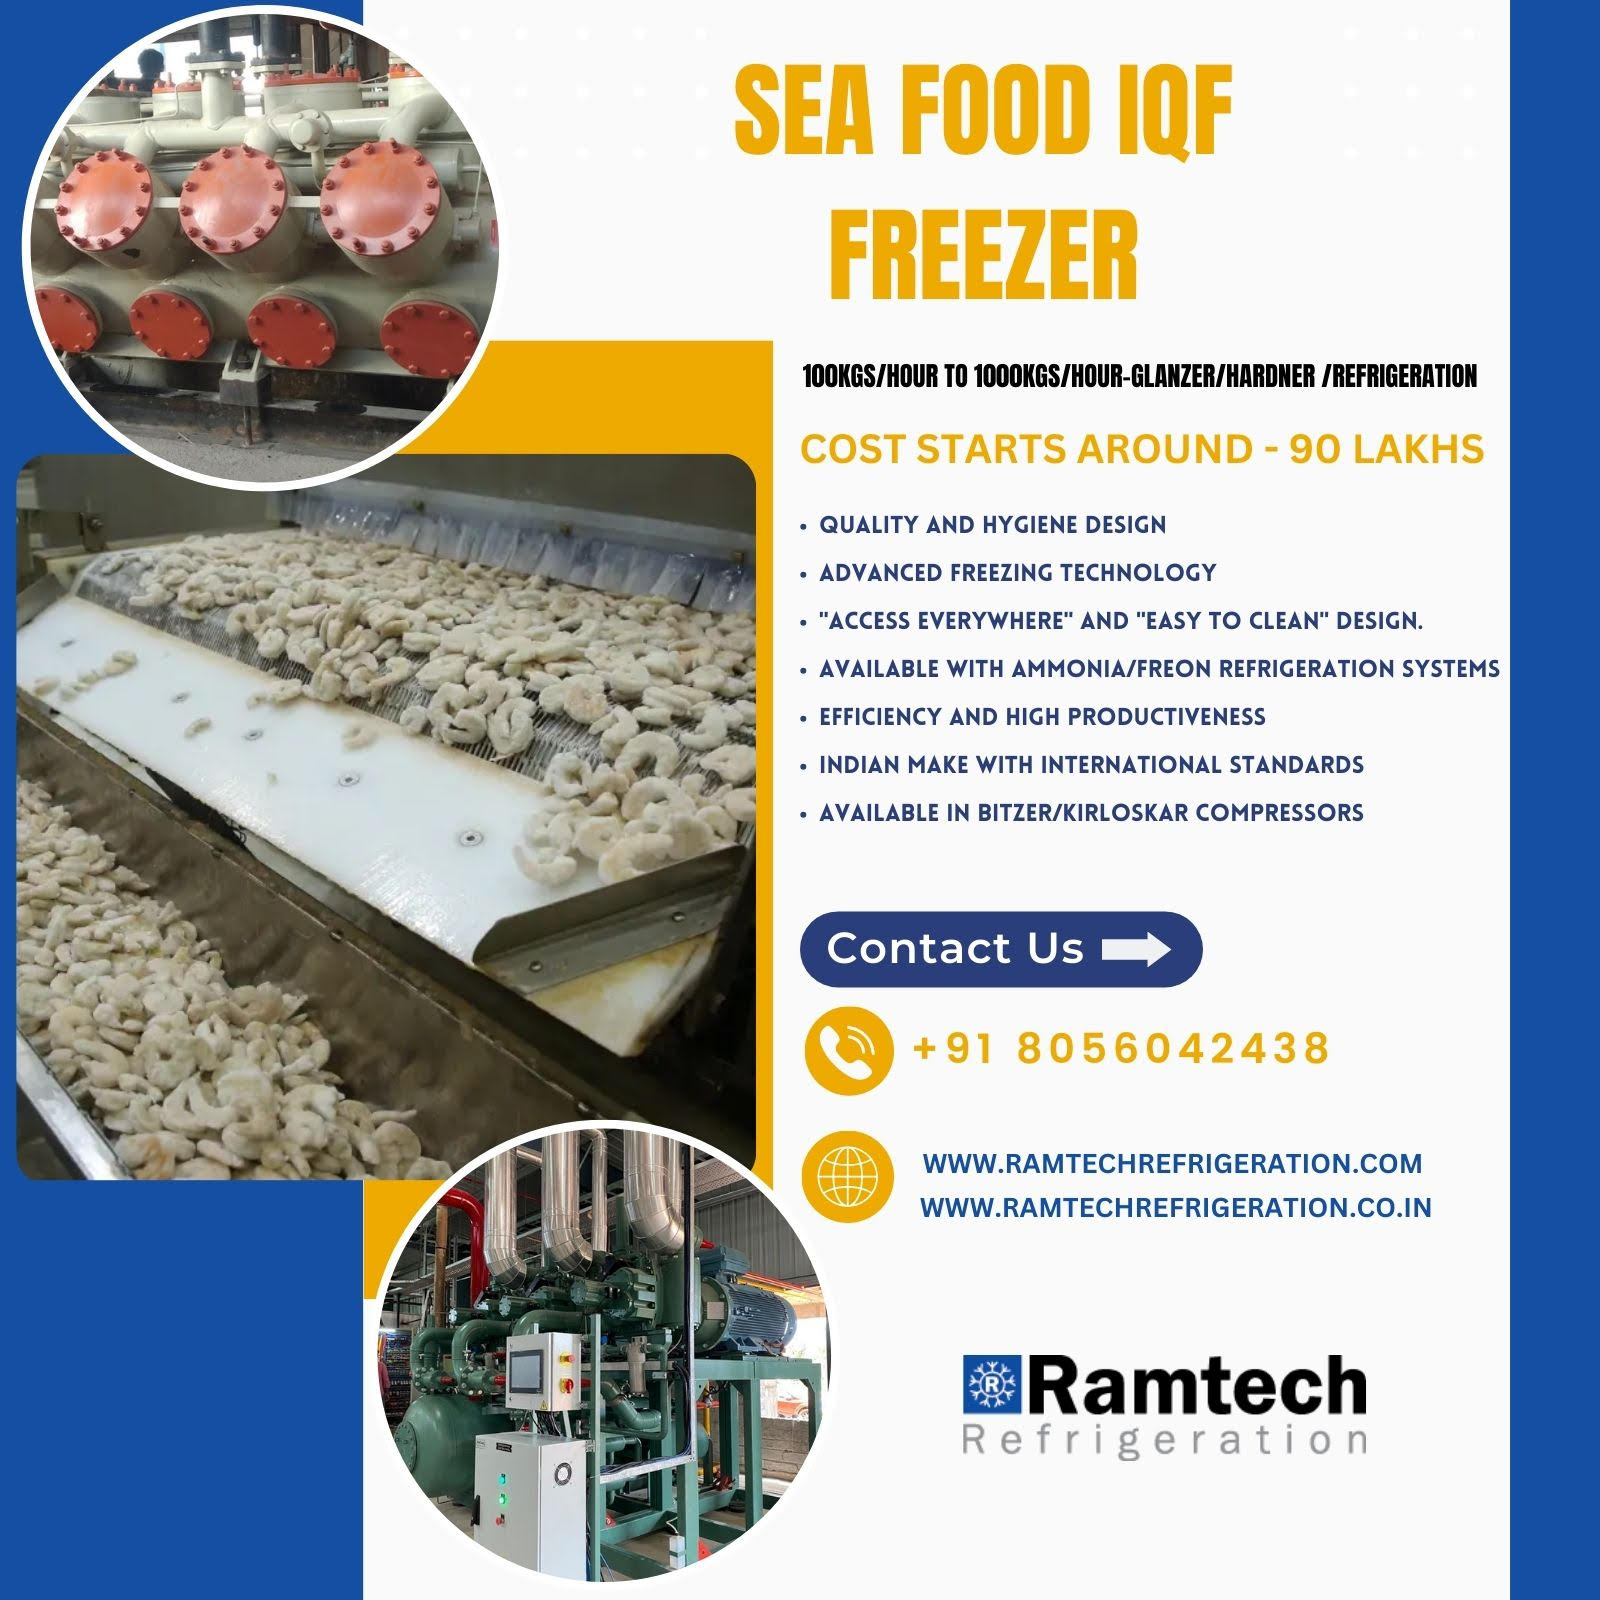 SEA FOOD IQF
FREEZER
100KGS/HOUR TO 1000KGS/HOUR-GLANZER/HARDNER /REFRIGERATION
COST STARTS AROUND - 90 LAKHS
• QUALITY AND HYGIENE DESIGN
• ADVANCED FREEZING TECHNOLOGY
• "ACCESS EVERYWHERE" AND "EASY TO CLEAN" DESIGN.
• AVAILABLE WITH AMMONIA/FREON REFRIGERATION SYSTEMS
• EFFICIENCY AND HIGH PRODUCTIVENESS
• INDIAN MAKE WITH INTERNATIONAL STANDARDS
• AVAILABLE IN BITZER/KIRLOSKAR COMPRESSORS
Contact Us
+91 8056042438
WWW.RAMTECHREFRIGERATION.COM
WWW.RAMTECHREFRIGERATION.CO.IN
R Ramtech
Refrigeration